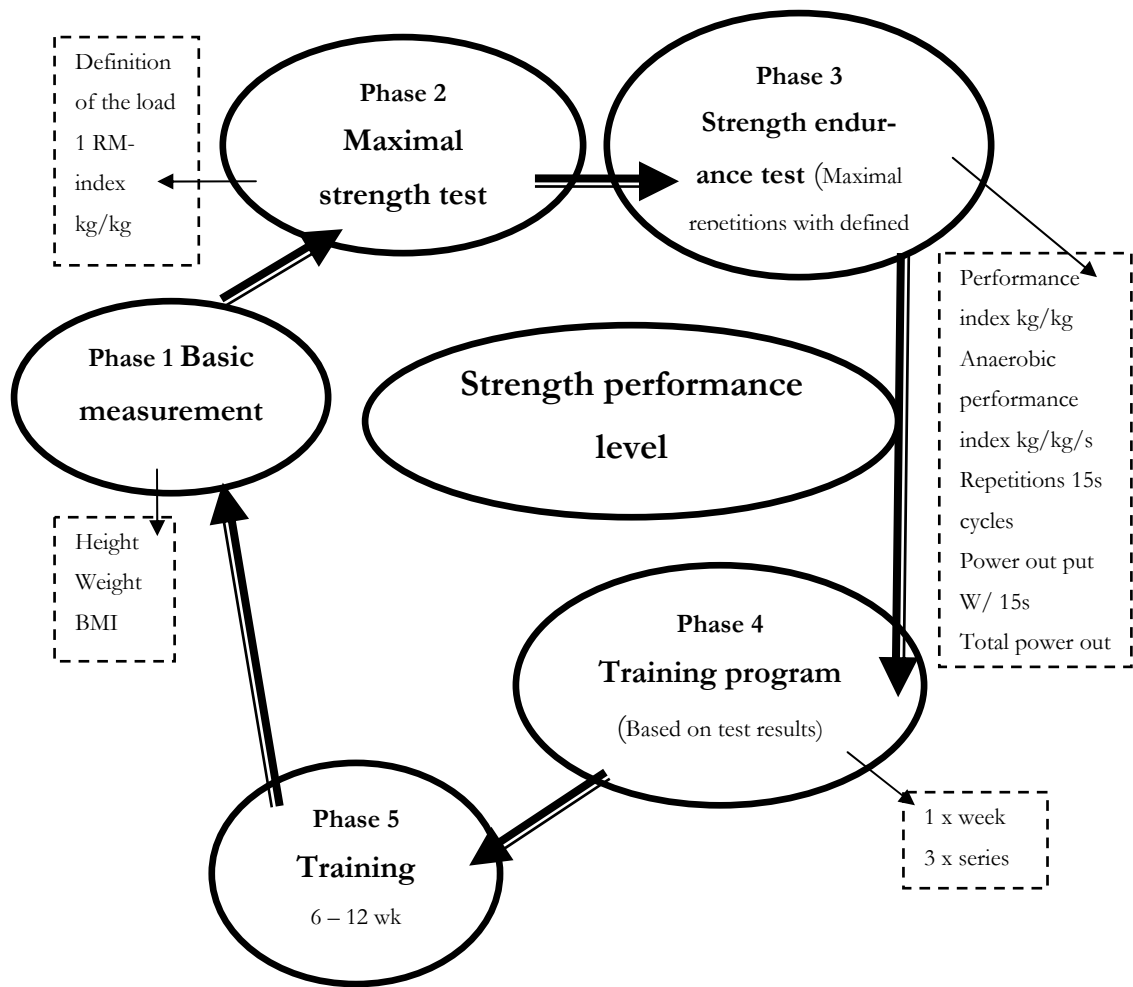 Definition
of the load
1 RM-
index
kg/kg
Phase 2
Maximal
strength test
Phase 3
Strength endur-
ance test (Maximal
repetitions with defined
Performance
index kg/kg
Anaerobic
performance
index kg/kg/s
Repetitions 15s
cycles
Power out put
W/ 15s
Total power out
Phase 1 Basic
measurement
Strength performance
level
Height
Weight
BMI
Phase 4
Training program
(Based on test results)
1 x week
3 x series
Phase 5
Training
6 – 12 wk